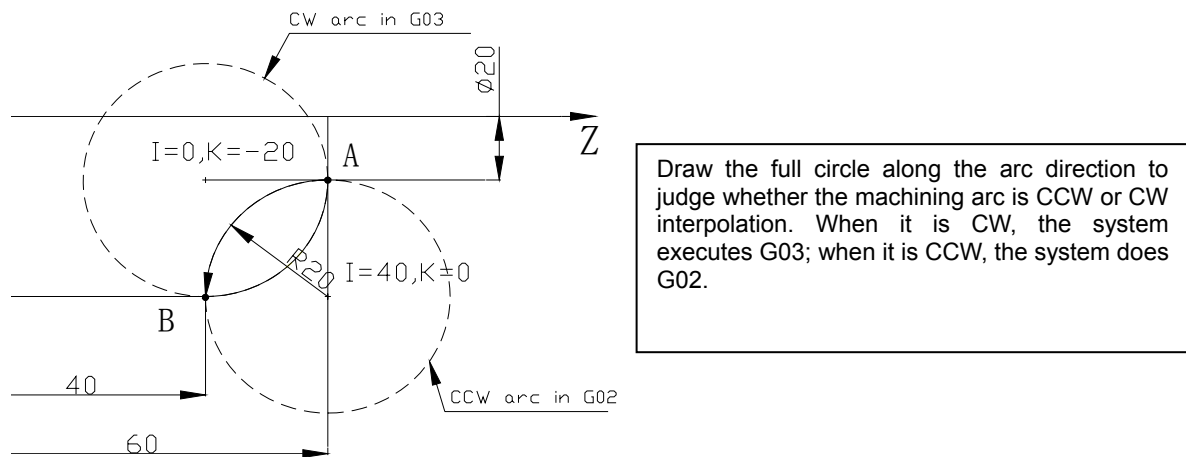 CW arc in G03
ø20
Z
I=0,K=-20
A
R20
I=40,K=0
B
40
CCW arc in G02
60
Draw the full circle along the arc direction to
judge whether the machining arc is CCW or CW
interpolation. When it is CW, the system
executes G03; when it is CCW, the system does
G02.